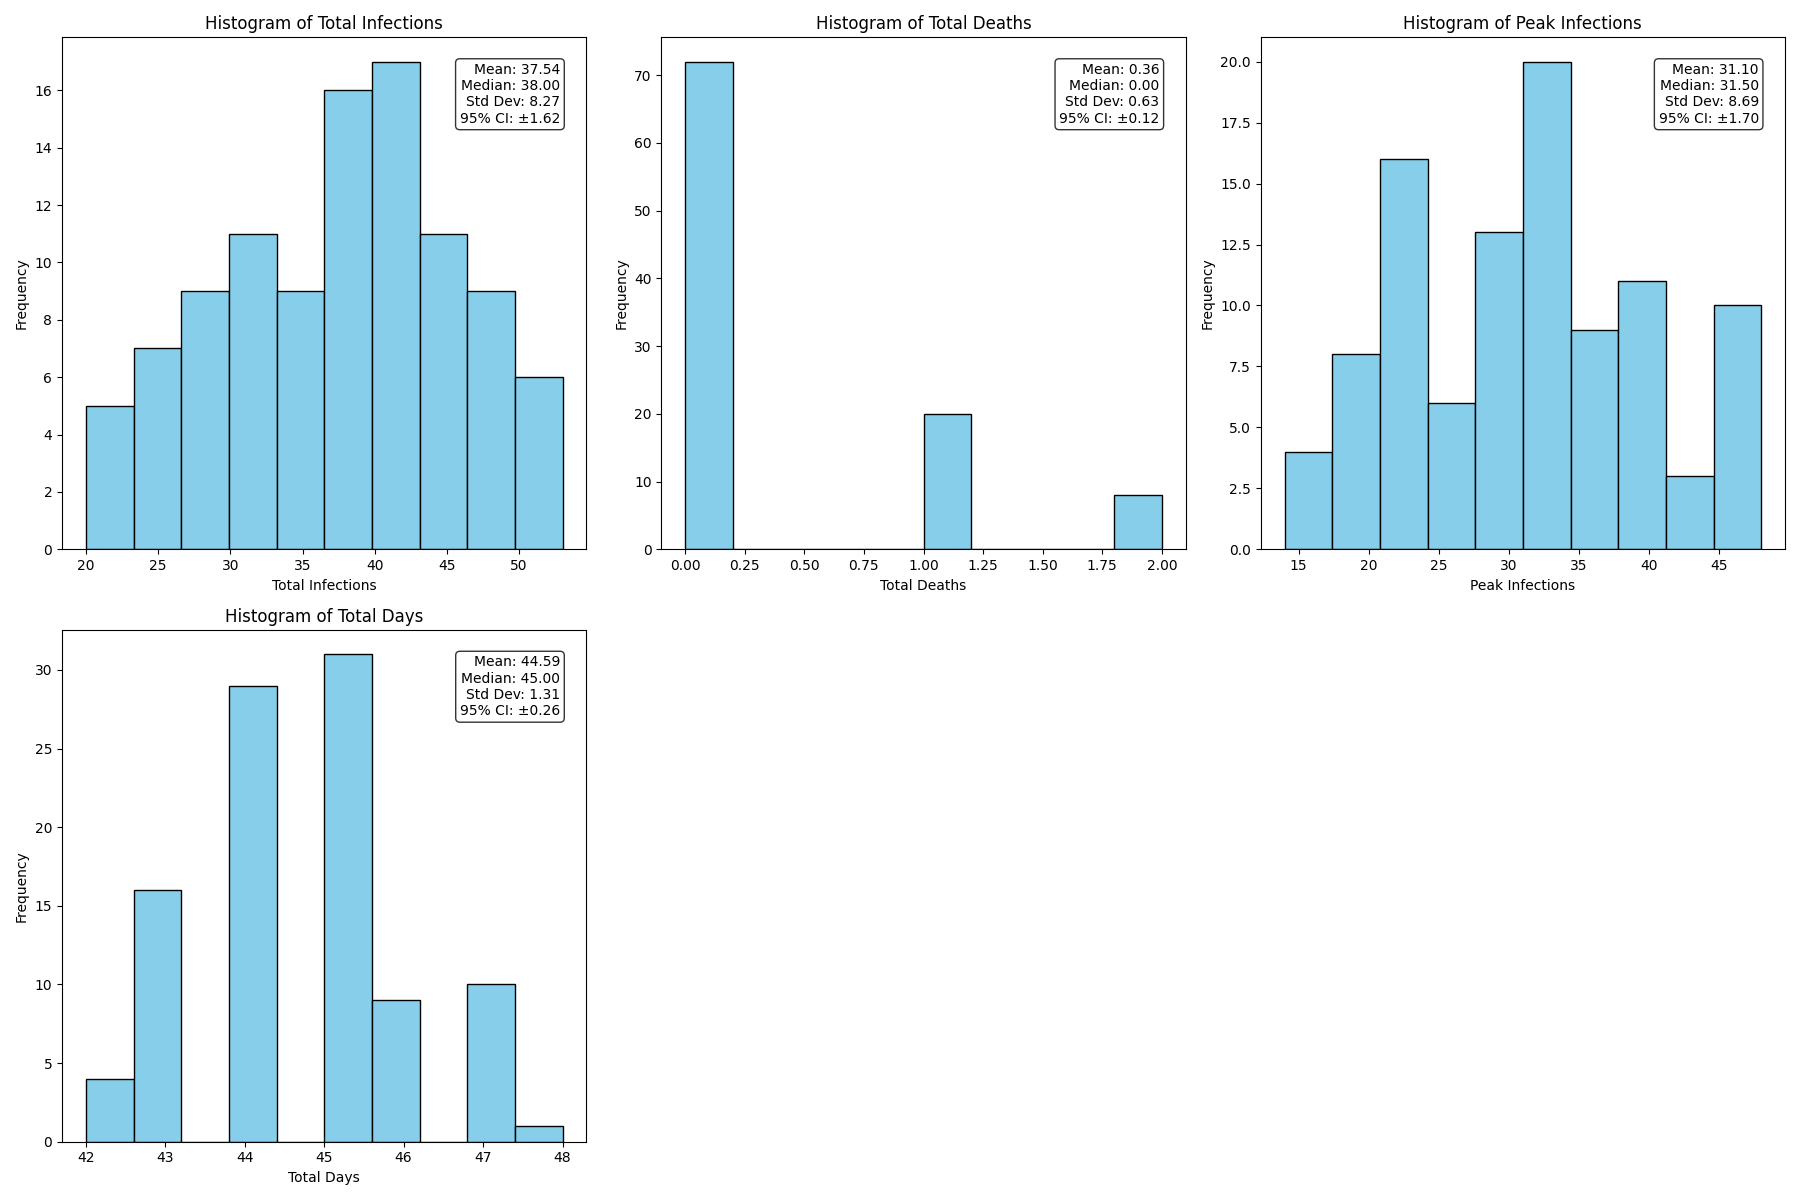 Histogram of Total Infections
Mean: 37.54
Median: 38.00
Std Dev: 8.27
95% CI: ±1.62
Frequency
16
14
12
10
8
6
4
2
0
20 25 30 35 40 45 50
Total Infections
Histogram of Total Deaths
Mean: 0.36
Median: 0.00
Std Dev: 0.63
95% CI: ±0.12
Frequency
70
60
50
40
30
20
10
0
0.00 0.25 0.50 0.75 1.00 1.25 1.50 1.75 2.00
Total Deaths
Histogram of Peak Infections
Mean: 31.10
Median: 31.50
Std Dev: 8.69
95% CI: ±1.70
Frequency
20.0
17.5
15.0
12.5
10.0
7.5
5.0
2.5
0.0
15 20 25 30 35 40 45
Peak Infections
Histogram of Total Days
Mean: 44.59
Median: 45.00
Std Dev: 1.31
95% CI: ±0.26
Frequency
30
25
20
15
10
5
0
42 43 44 45 46 47 48
Total Days